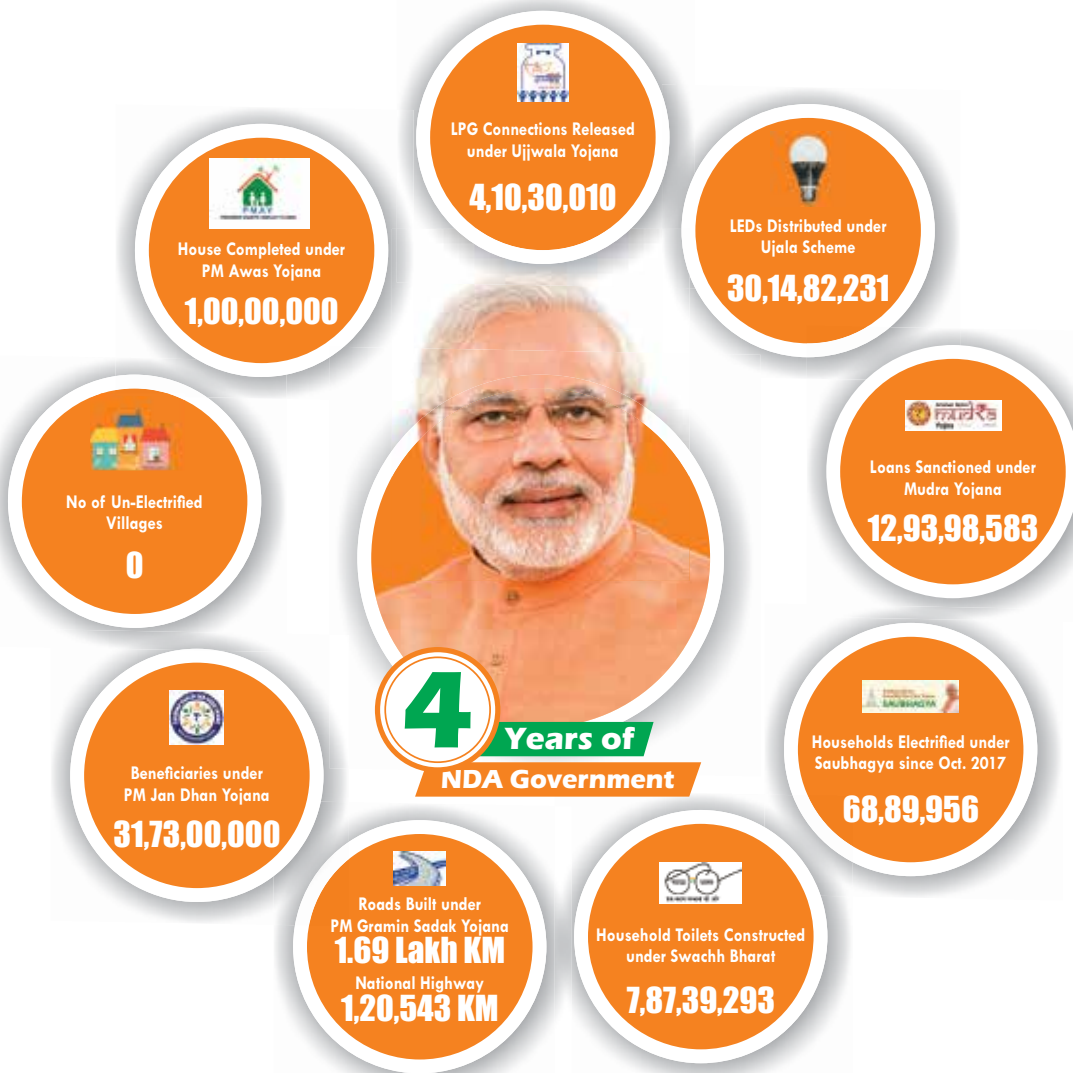 LPG Connections Released
under Ujjwala Yojana
4,10,30,010
LEDs Distributed under
Ujala Scheme
30,14,82,231
mudra
Yojana
Loans Sanctioned under
Mudra Yojana
12,93,98,583
SAUBHAGYA
Households Electrified under
Saubhagya since Oct. 2017
68,89,956
Household Toilets Constructed
under Swachh Bharat
7,87,39,293
Roads Built under
PM Gramin Sadak Yojana
1.69 Lakh KM
National Highway
1,20,543 KM
Beneficiaries under
PM Jan Dhan Yojana
31,73,00,000
No of Un-Electrified
Villages
0
PMAY
House Completed under
PM Awas Yojana
1,00,00,000
4
Years of
NDA Government